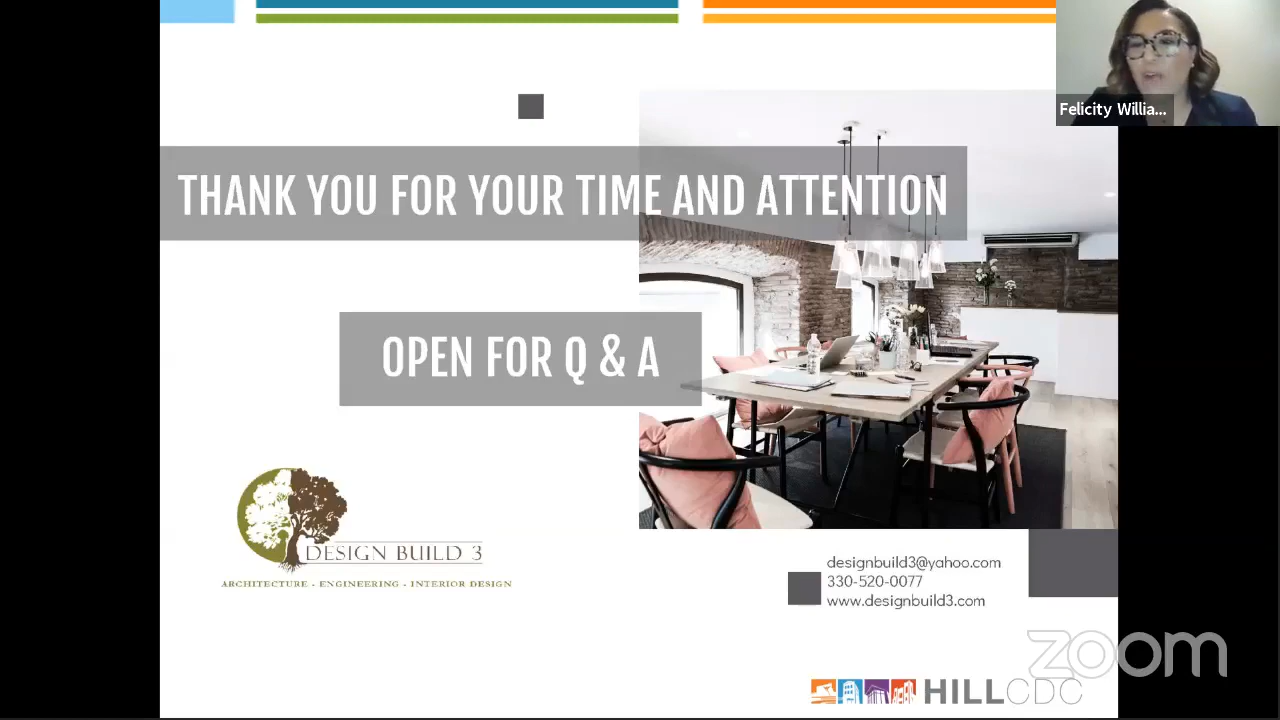 Felicity Willia...
THANK YOU FOR YOUR TIME AND ATTENTION
OPEN FOR Q & A
DESIGN BUILD 3
ARCHITECTURE - ENGINEERING - INTERIOR DESIGN
designbuild3@yahoo.com
330-520-0077
www.designbuild3.com
zoom
HILLCDC